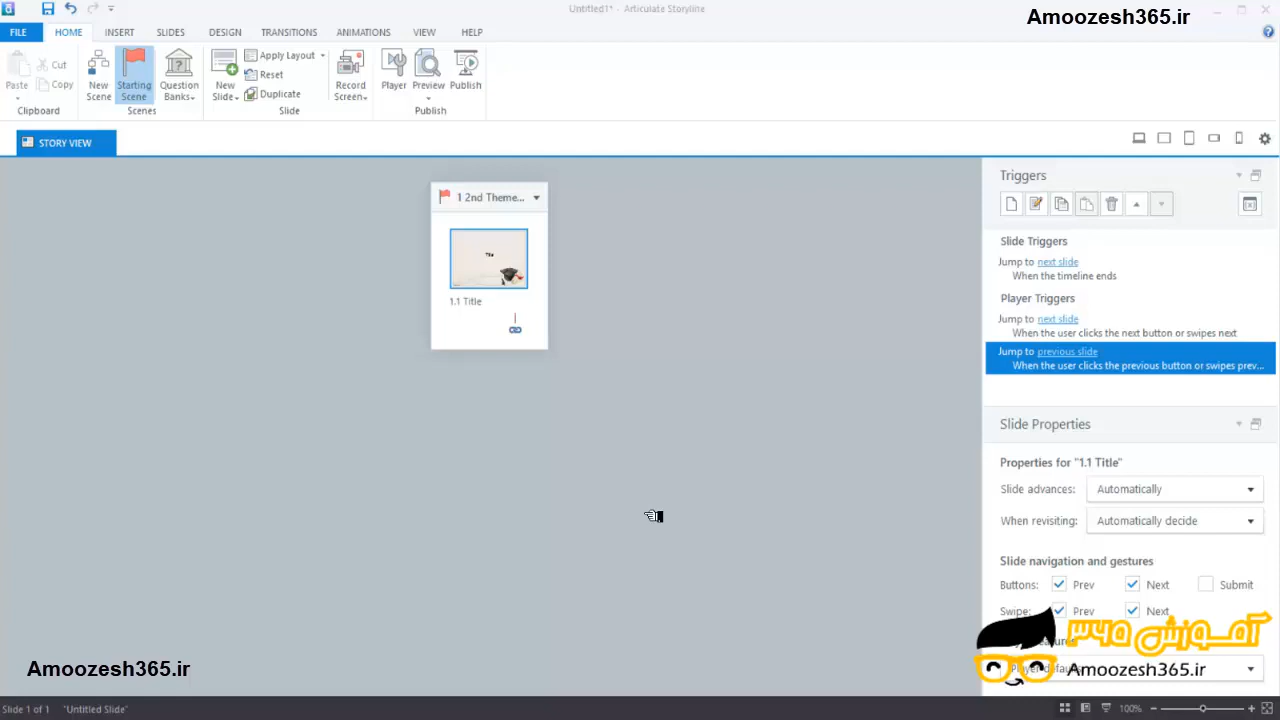 Untitled1* - Articulate Storyline
Amoozesh365.ir
FILE HOME INSERT SLIDES DESIGN TRANSITIONS ANIMATIONS VIEW HELP
Paste
Cut
Copy
Clipboard
New Scene
Starting Scene
Question Banks
Scenes
New Slide
Apply Layout
Reset
Duplicate
Slide
Record Screen
Player
Preview
Publish
Publish
STORY VIEW
1 2nd Theme...
Title
1.1 Title
Triggers
Slide Triggers
Jump to next slide
When the timeline ends
Player Triggers
Jump to next slide
When the user clicks the next button or swipes next
Jump to previous slide
When the user clicks the previous button or swipes prev...
Slide Properties
Properties for "1.1 Title"
Slide advances: Automatically
When revisiting: Automatically decide
Slide navigation and gestures
Buttons: Prev Next Submit
Swipe: Prev Next
آموزش ۳۶۵
Amoozesh365.ir
Amoozesh365.ir
Slide 1 of 1 "Untitled Slide"
100%